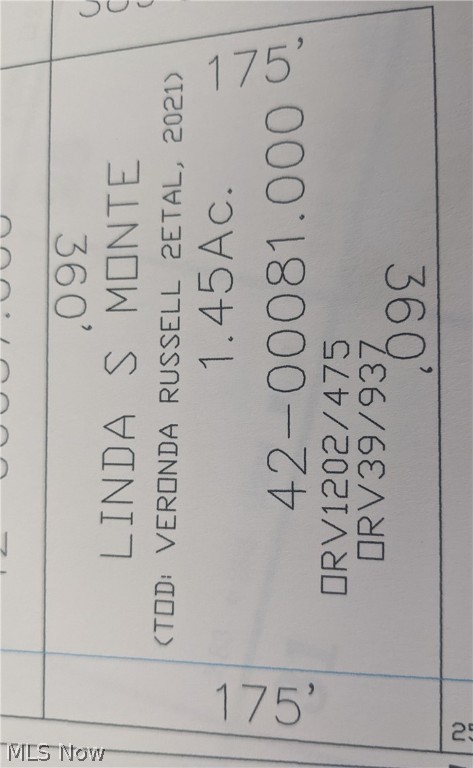 175'
360'
LINDA S MONTE
(TOD: VERONDA RUSSELL 2ETAL, 2021)
1.45Ac.
42-00081.000
ORV1202/475
ORV39/937
360'
175'
MLS Now